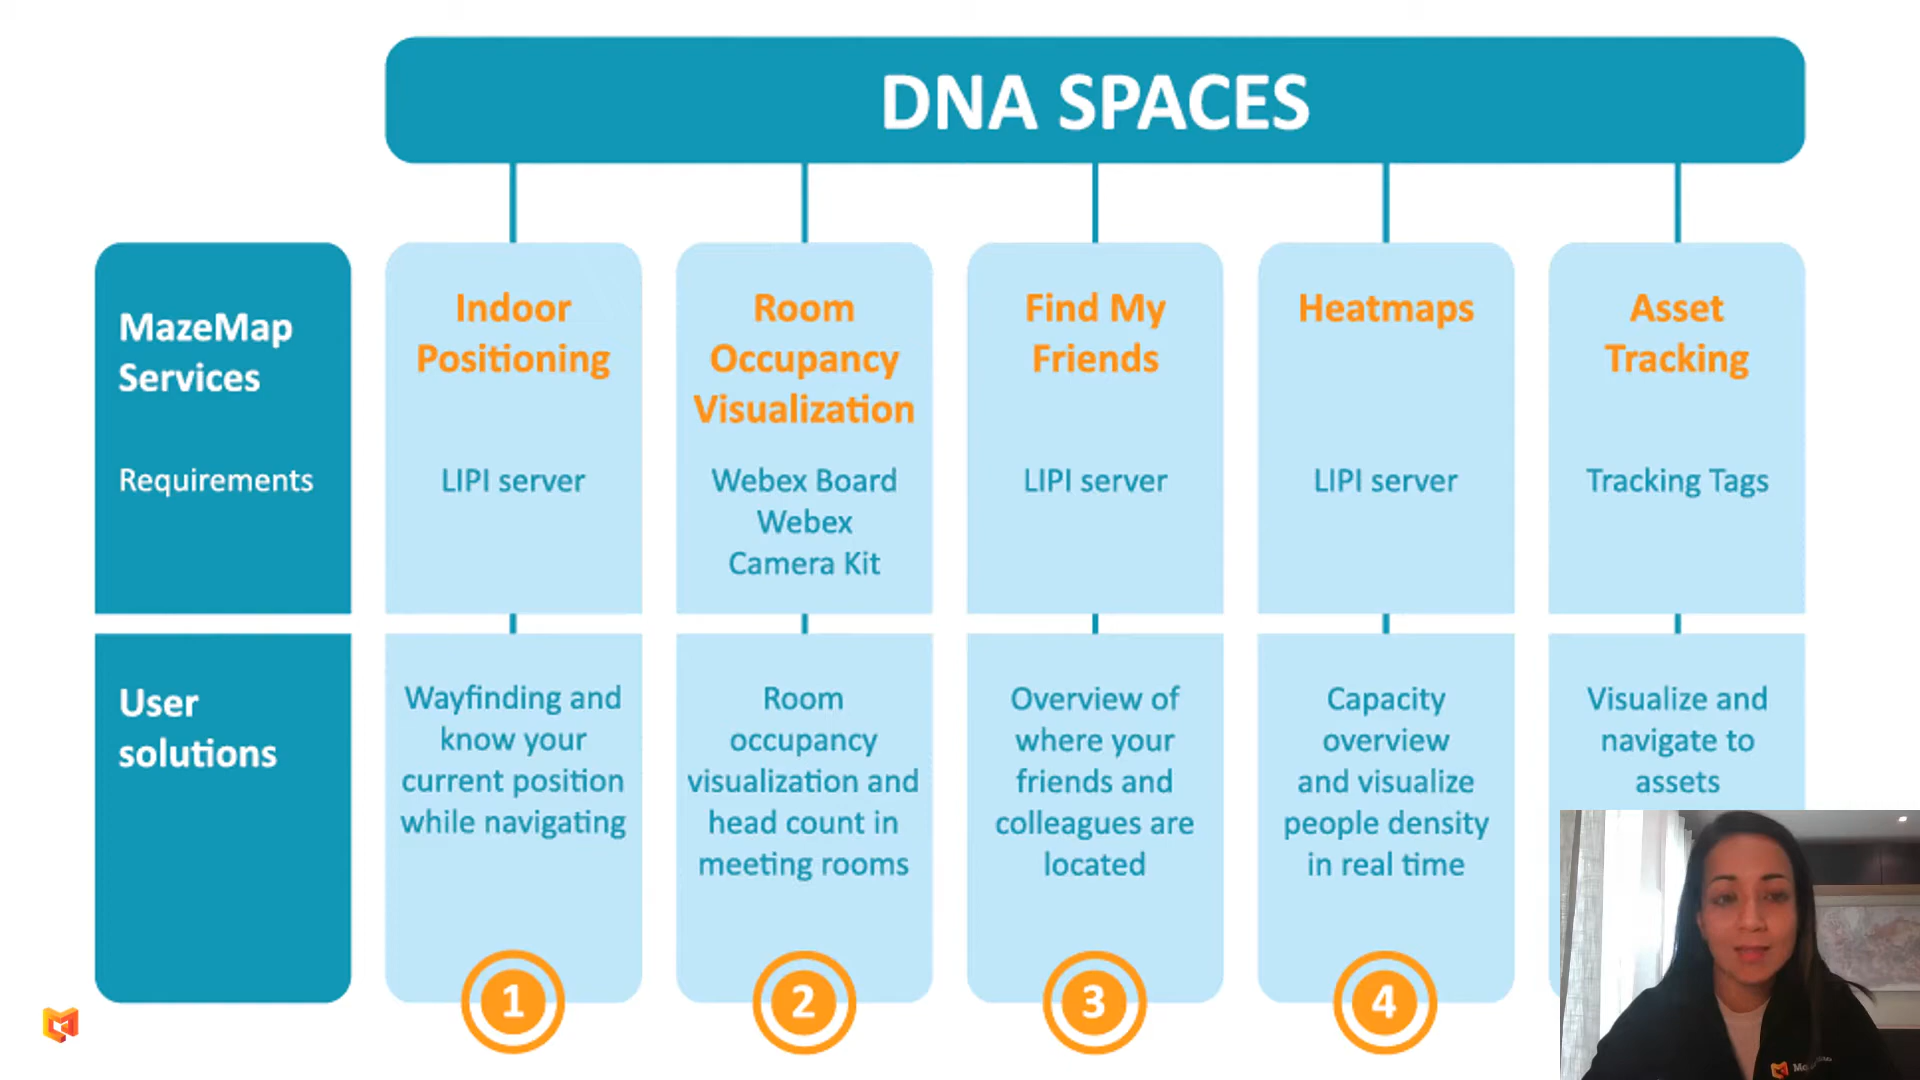 DNA SPACES
MazeMap
Services
Requirements
Indoor
Positioning
LIPI server
Room
Occupancy
Visualization
Webex Board
Webex
Camera Kit
Find My
Friends
LIPI server
Heatmaps
LIPI server
Asset
Tracking
Tracking Tags
User
solutions
Wayfinding and
know your
current position
while navigating
Room
occupancy
visualization and
head count in
meeting rooms
Overview of
where your
friends and
colleagues are
located
Capacity
overview
and visualize
people density
in real time
Visualize and
navigate to
assets
1
2
3
4